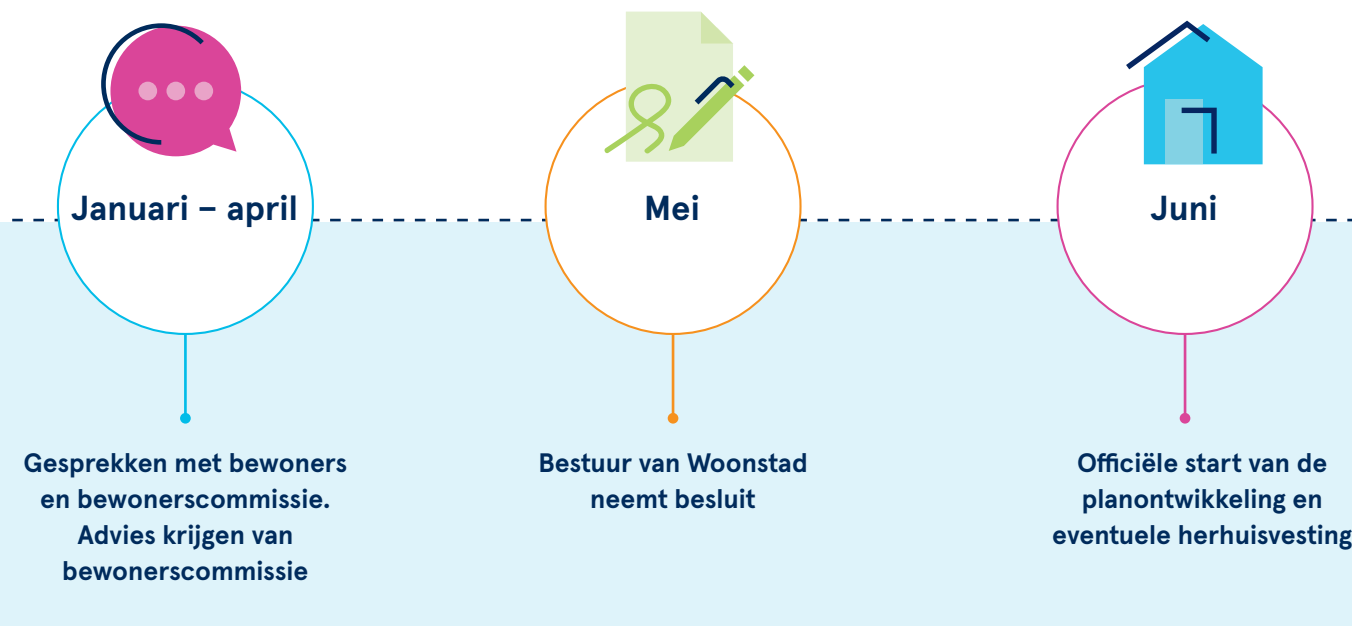 Januari – april
Gesprekken met bewoners
en bewonerscommissie.
Advies krijgen van
bewonerscommissie
Mei
Bestuur van Woonstad
neemt besluit
Juni
Officiële start van de
planontwikkeling en
eventuele herhuisvesting